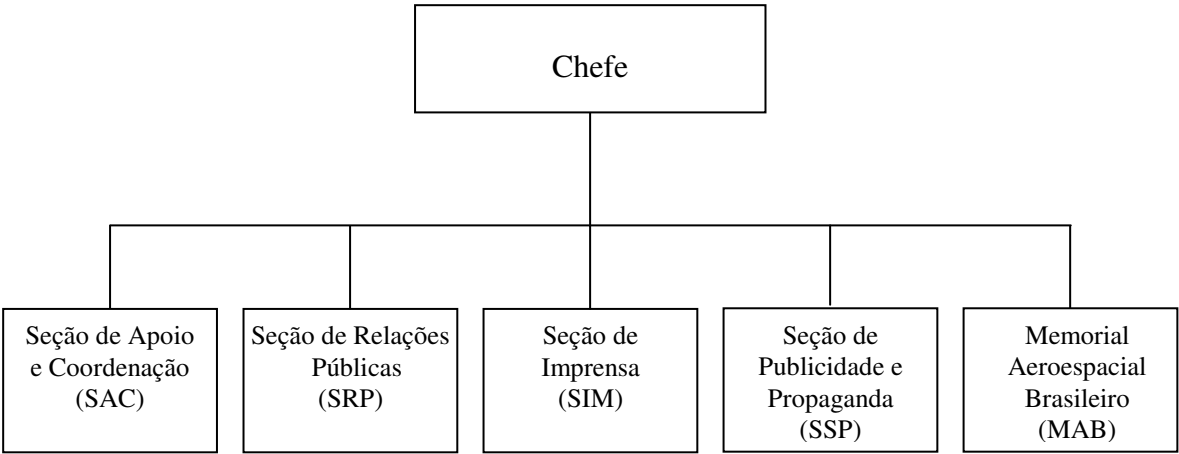 Chefe
Seção de Apoio
e Coordenação
(SAC)
Seção de Relações
Públicas
(SRP)
Seção de
Imprensa
(SIM)
Seção de
Publicidade e
Propaganda
(SSP)
Memorial
Aeroespacial
Brasileiro
(MAB)